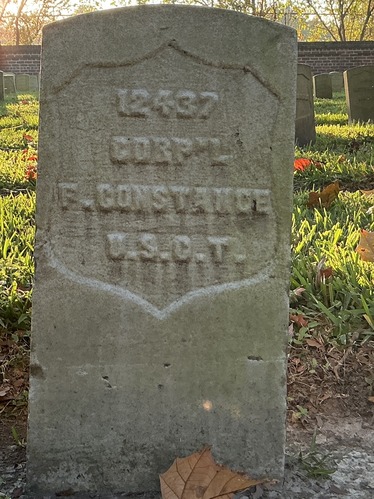 12437
CORP'L
F. CONSTANCE
U.S.C.T.